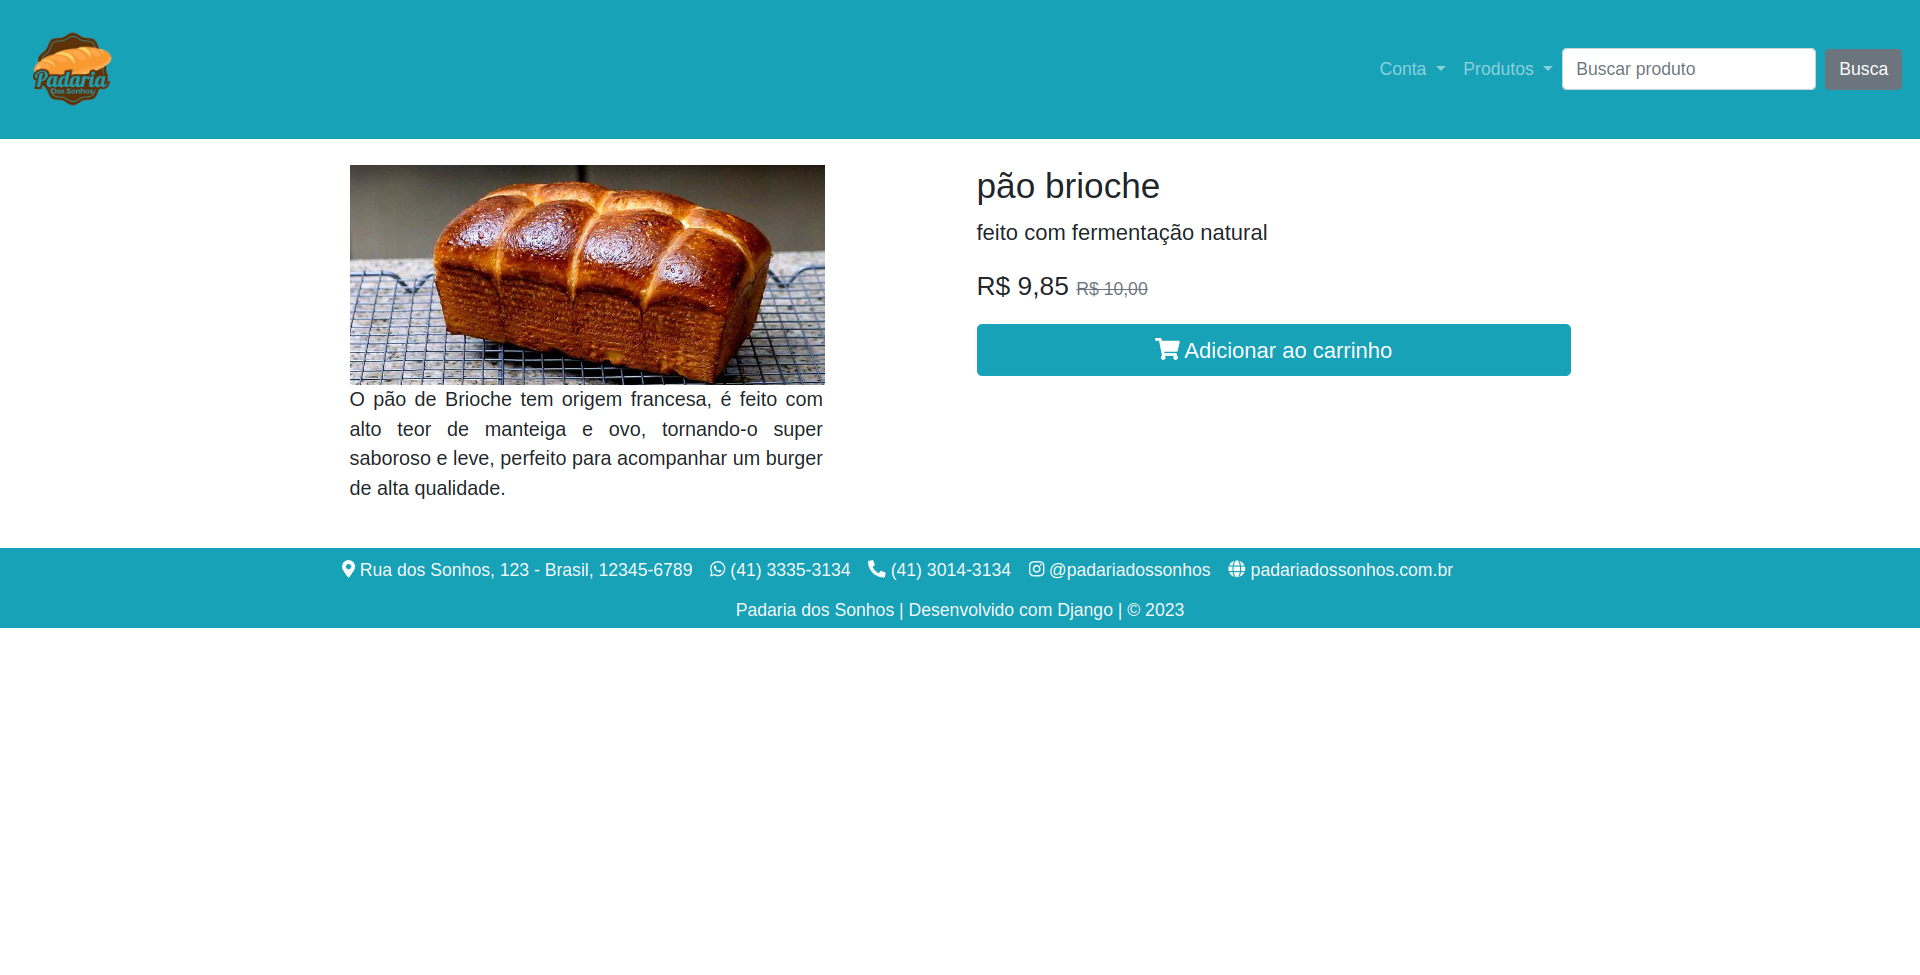 Padaria
Dos Sonhos
Conta
Produtos
Buscar produto
Busca
pão brioche
feito com fermentação natural
R$ 9,85 R$ 10,00
Adicionar ao carrinho
O pão de Brioche tem origem francesa, é feito com
alto teor de manteiga e ovo, tornando-o super
saboroso e leve, perfeito para acompanhar um burger
de alta qualidade.
Rua dos Sonhos, 123 - Brasil, 12345-6789 (41) 3335-3134 (41) 3014-3134 @padariadossonhos padariadossonhos.com.br
Padaria dos Sonhos | Desenvolvido com Django | © 2023